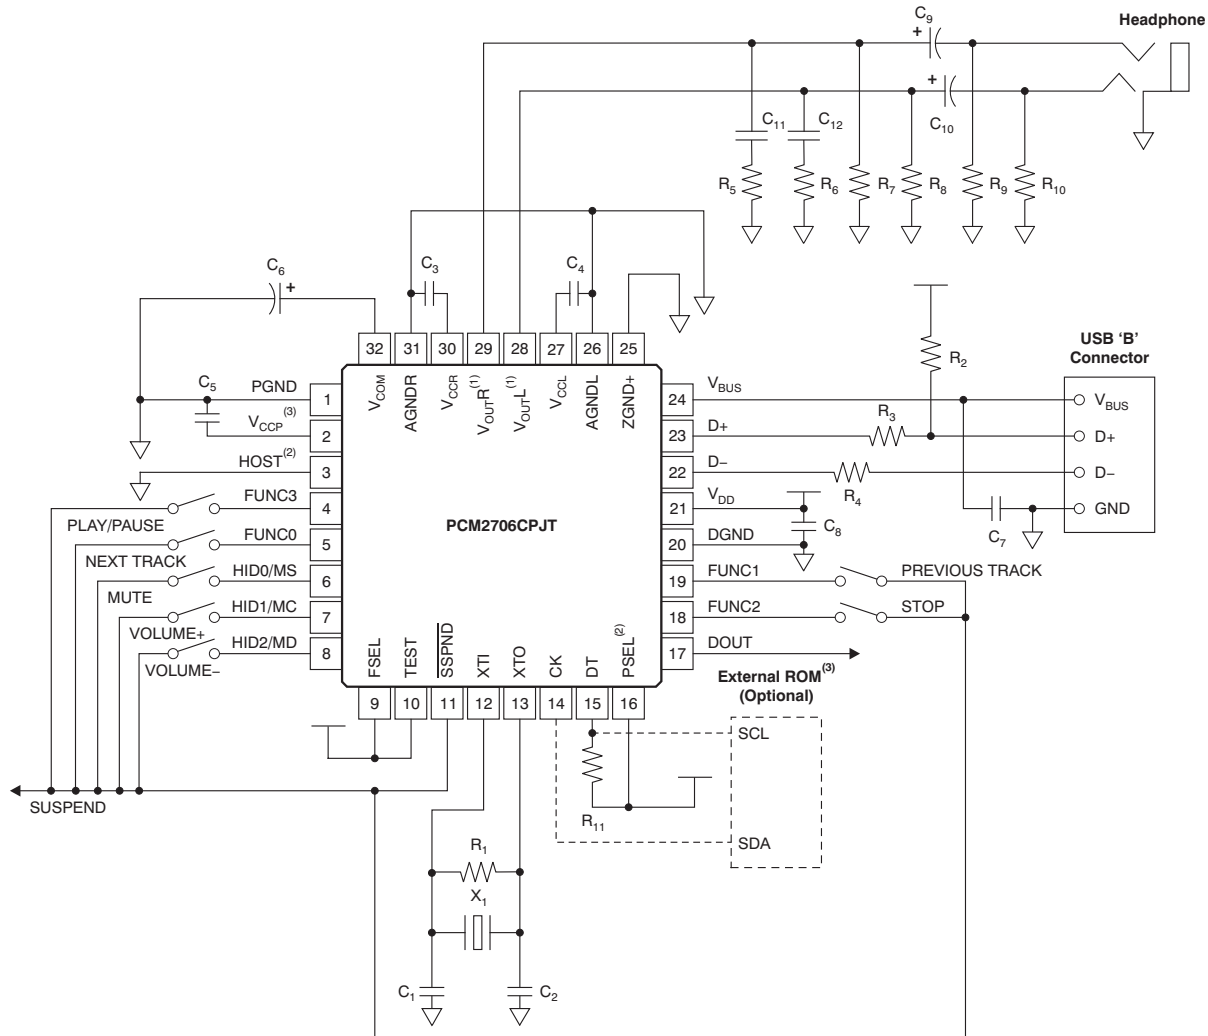 C9
Headphone
+
+
C11
C12
C10
R5
R6
R7
R8
R9
R10
C6
+
C3
C4
32
31
30
29
28
27
26
25
VCOM
AGNDR
VCCR
VOUTR(1)
VOUTL(1)
VCCL
AGNDL
ZGND+
C5
PGND
1
VCCP(3)
2
HOST(2)
3
FUNC3
4
PLAY/PAUSE
FUNC0
5
NEXT TRACK
HID0/MS
6
MUTE
HID1/MC
7
VOLUME+
HID2/MD
8
VOLUME–
PCM2706CPJT
24
VBUS
23
D+
22
D–
21
VDD
20
DGND
19
FUNC1
PREVIOUS TRACK
18
FUNC2
STOP
17
DOUT
R2
R3
R4
C8
C7
USB ‘B’
Connector
VBUS
D+
D–
GND
FSEL
TEST
SSPND
XTI
XTO
CK
DT
PSEL(2)
9
10
11
12
13
14
15
16
External ROM(3)
(Optional)
SCL
SDA
R11
SUSPEND
R1
X1
C1
C2